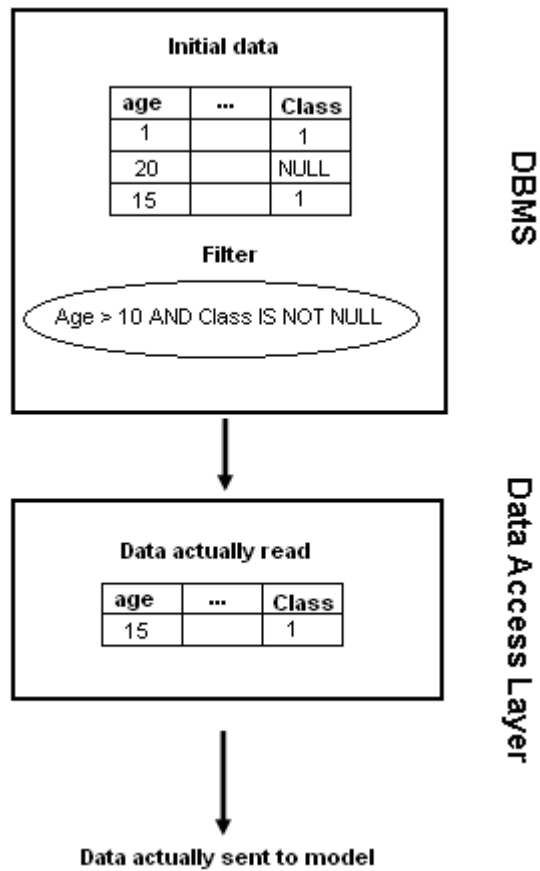 Initial data
age ... Class
1 1
20 NULL
15 1
Filter
Age > 10 AND Class IS NOT NULL
DBMS
Data actually read
age ... Class
15 1
Data Access Layer
Data actually sent to model